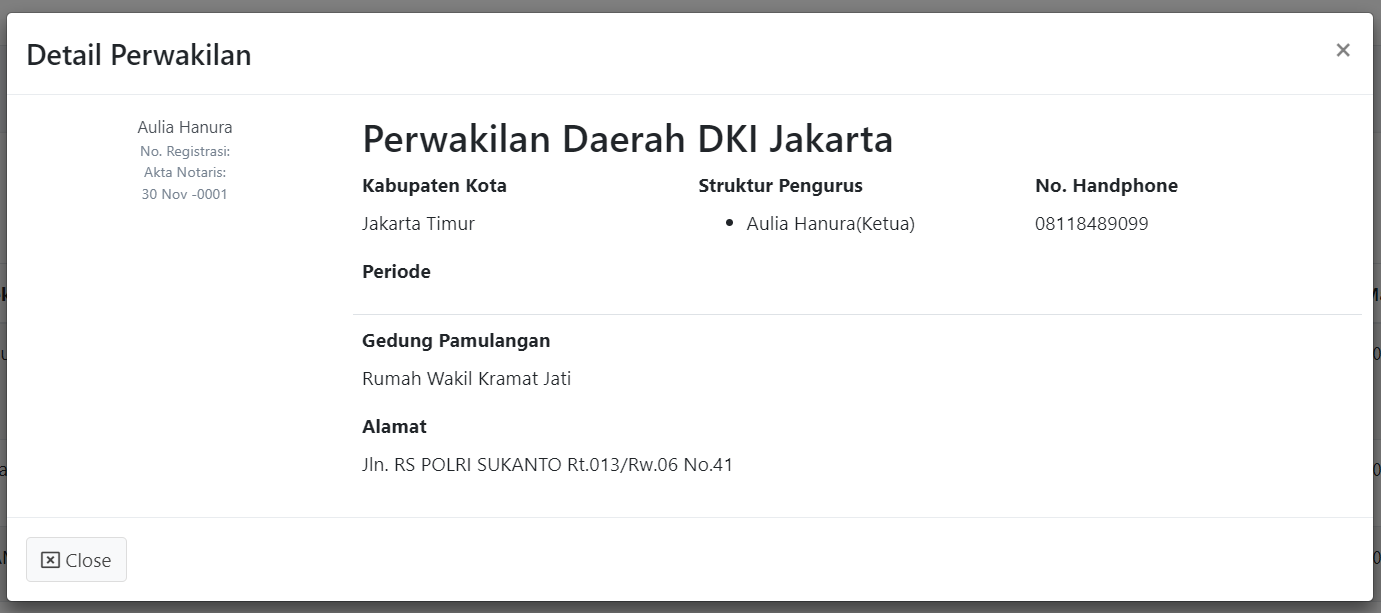 Detail Perwakilan
×
Aulia Hanura
No. Registrasi:
Akta Notaris:
30 Nov -0001
Perwakilan Daerah DKI Jakarta
Kabupaten Kota
Jakarta Timur
Struktur Pengurus
• Aulia Hanura(Ketua)
No. Handphone
08118489099
Periode
Gedung Pamulangan
Rumah Wakil Kramat Jati
Alamat
Jln. RS POLRI SUKANTO Rt.013/Rw.06 No.41
Close